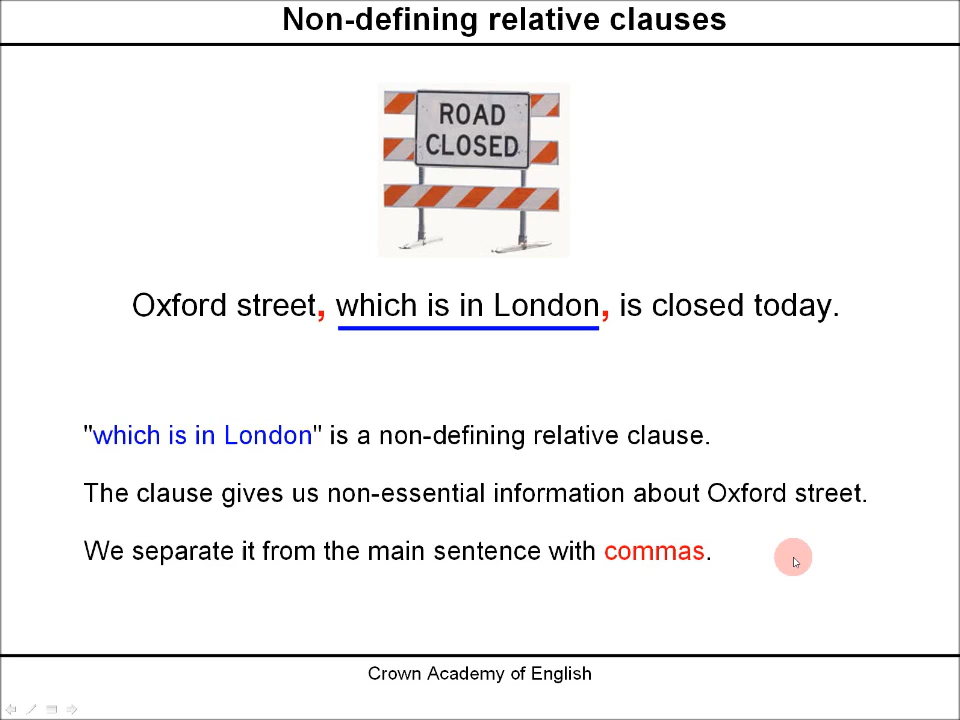 Non-defining relative clauses
ROAD
CLOSED
Oxford street, which is in London, is closed today.
"which is in London" is a non-defining relative clause.
The clause gives us non-essential information about Oxford street.
We separate it from the main sentence with commas.
Crown Academy of English